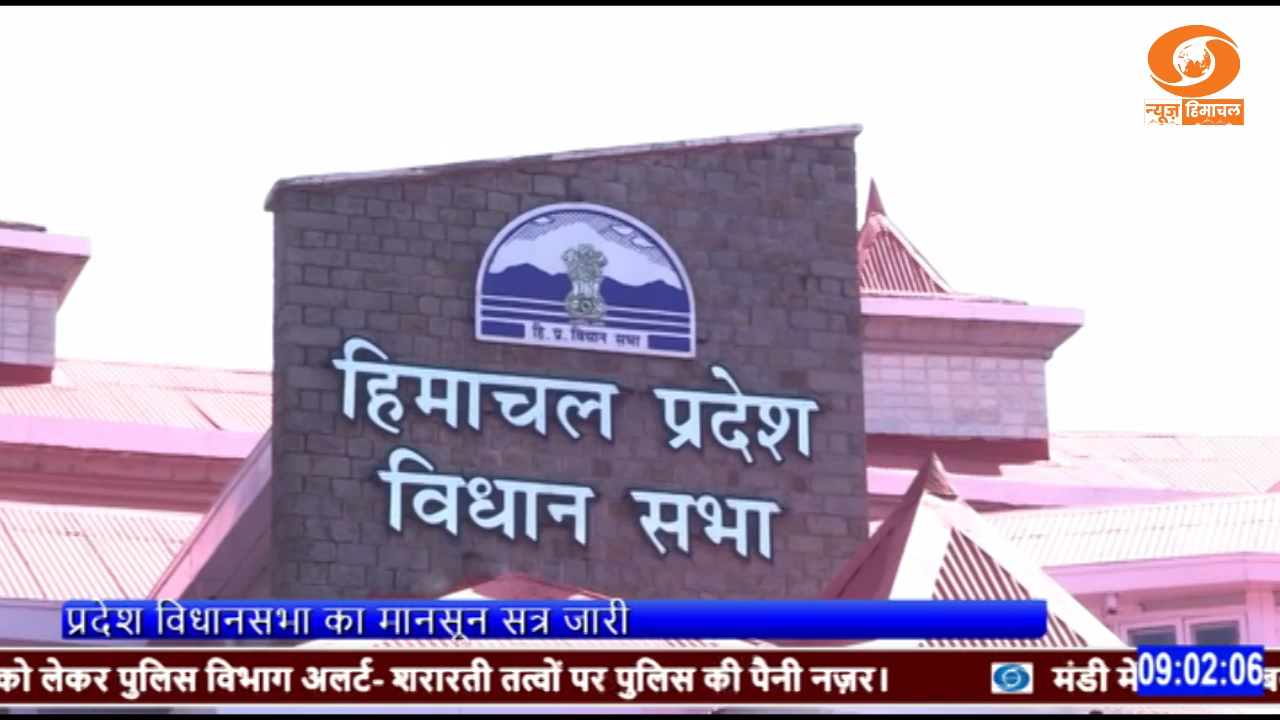 न्यूज़ हिमाचल
हि.प्र. विधान सभा
हिमाचल प्रदेश
विधान सभा
प्रदेश विधानसभा का मानसून सत्र जारी
को लेकर पुलिस विभाग अलर्ट- शरारती तत्वों पर पुलिस की पैनी नज़र। मंडी में
09:02:06